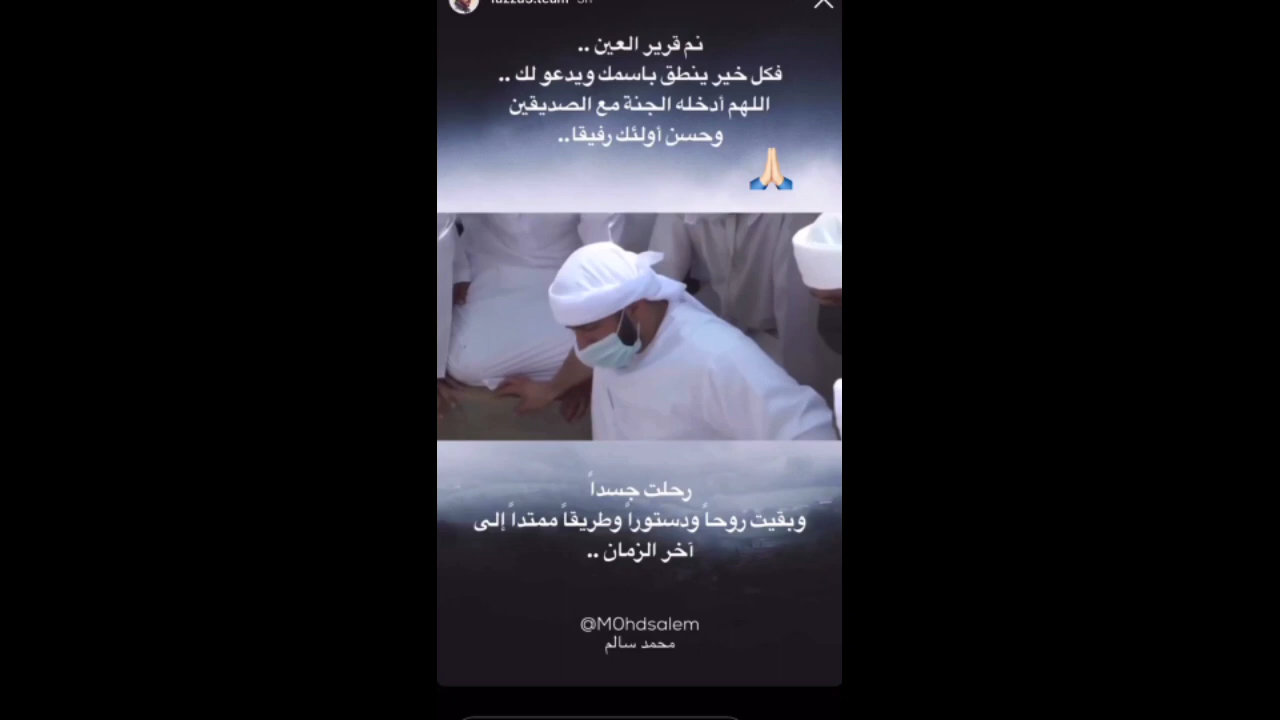 نم قرير العين ..
فكل خير ينطق باسمك ويدعو لك ..
اللهم أدخله الجنة مع الصديقين
وحسن أولئك رفيقا..
رحلت جسداً
وبقيت روحاً ودستوراً وطريقاً ممتداً إلى
آخر الزمان ..
@MOhdsalem
محمد سالم